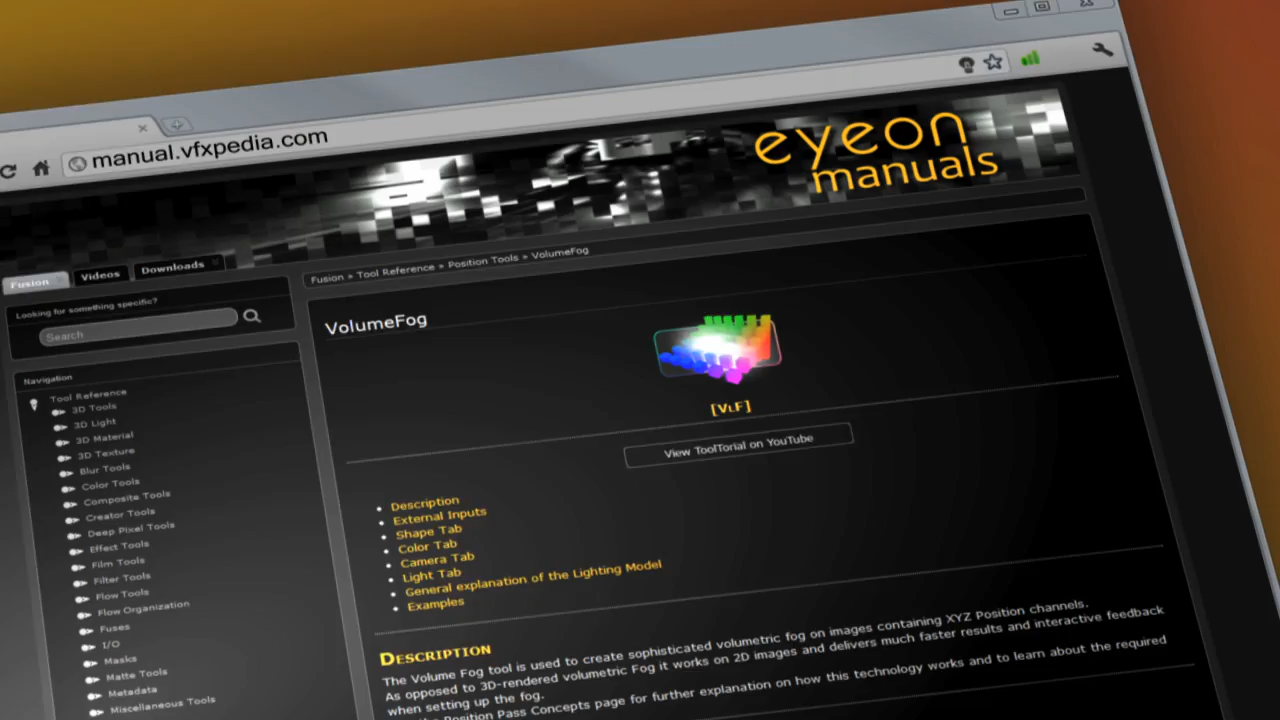 manual.vfxpedia.com
eyeon
manuals
Fusion
Videos
Downloads
Looking for something specific?
Search
Navigation
Tool Reference
3D Tools
3D Light
3D Material
3D Texture
Blur Tools
Color Tools
Composite Tools
Creator Tools
Deep Pixel Tools
Effect Tools
Film Tools
Filter Tools
Flow Tools
Flow Organization
Fuses
I/O
Masks
Matte Tools
Metadata
Miscellaneous Tools
Fusion » Tool Reference » Position Tools » VolumeFog
VolumeFog
[VLF]
View ToolTorial on YouTube
Description
External Inputs
Shape Tab
Color Tab
Camera Tab
Light Tab
General explanation of the Lighting Model
Examples
DESCRIPTION
The Volume Fog tool is used to create sophisticated volumetric fog on images containing XYZ Position channels.
As opposed to 3D-rendered volumetric Fog it works on 2D images and delivers much faster results and interactive feedback
when setting up the fog.
Position Pass Concepts page for further explanation on how this technology works and to learn about the required